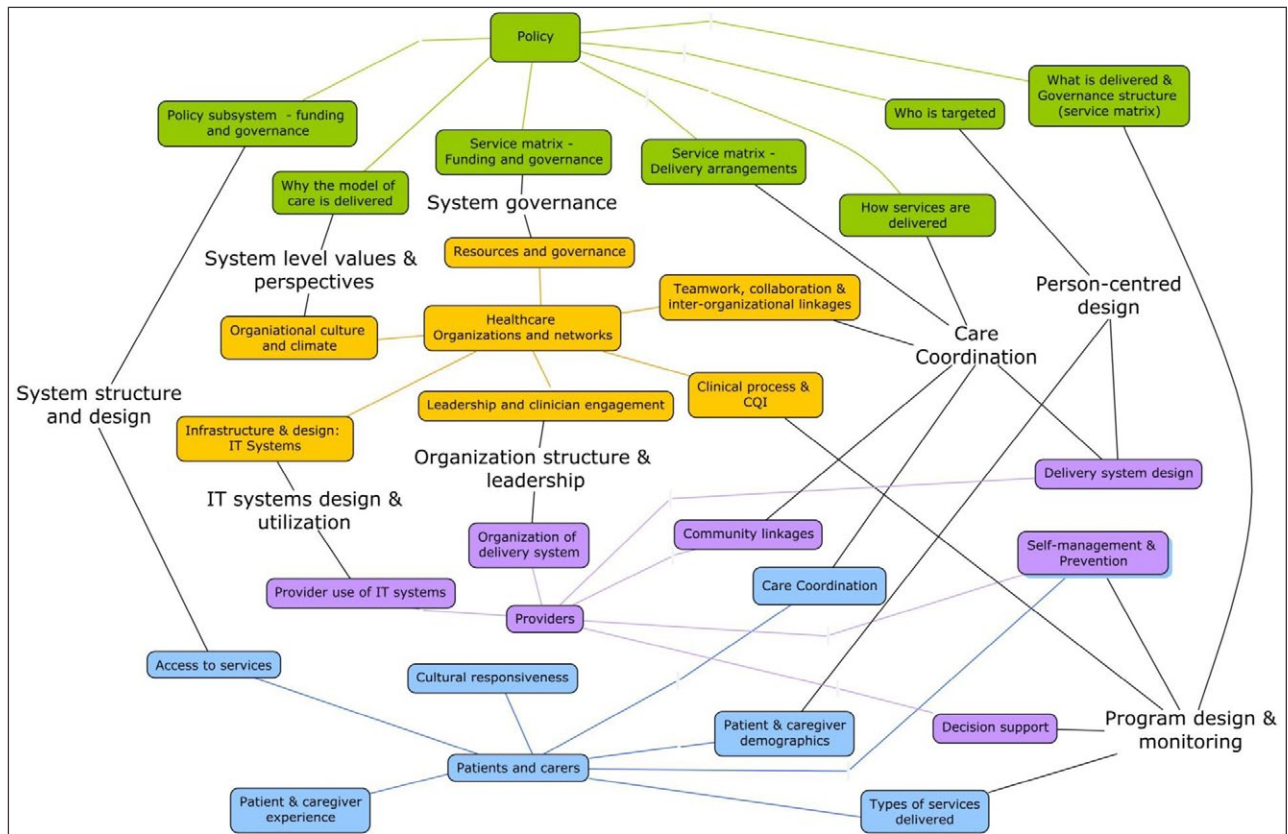 Policy
What is delivered &
Governance structure
(service matrix)
Policy subsystem - funding
and governance
Who is targeted
Service matrix -
Funding and governance
Service matrix -
Delivery arrangements
Why the model of
care is delivered
System governance
How services are
delivered
System level values &
perspectives
Resources and governance
Teamwork, collaboration &
inter-organizational linkages
Person-centred
design
Organiational culture
and climate
Healthcare
Organizations and networks
Care
Coordination
System structure
and design
Leadership and clinician engagement
Clinical process &
CQI
Infrastructure & design:
IT Systems
Organization structure &
leadership
Delivery system design
IT systems design &
utilization
Organization of
delivery system
Community linkages
Self-management &
Prevention
Provider use of IT systems
Care Coordination
Providers
Access to services
Cultural responsiveness
Patient & caregiver
demographics
Decision support
Program design &
monitoring
Patients and carers
Patient & caregiver
experience
Types of services
delivered